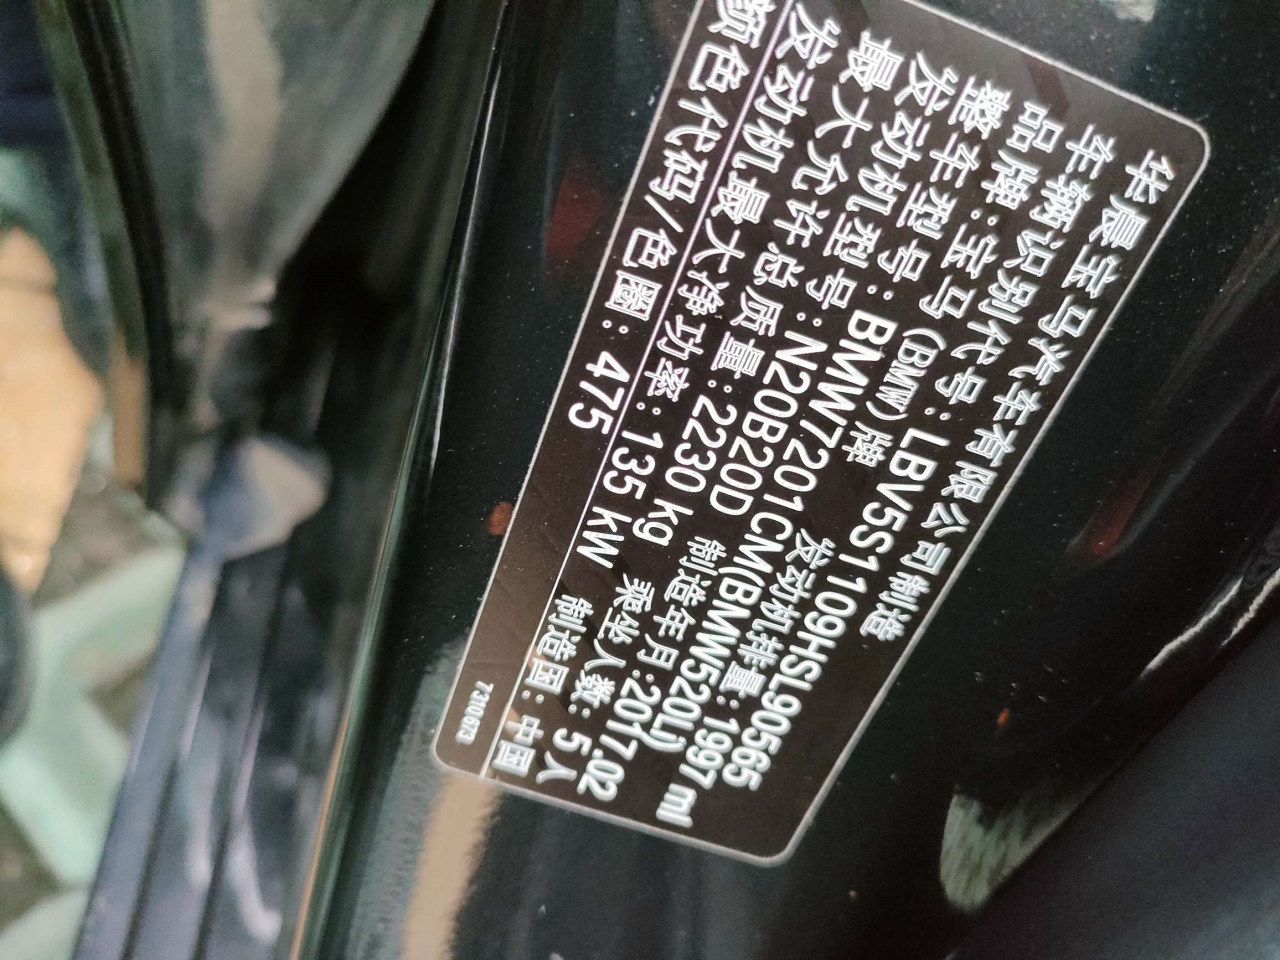 华晨宝马汽车有限公司制造
车辆识别代号: LBV5S1109HSL90565
品牌: 宝马 (BMW) 牌
整车型号: BMW7201CM(BMW520Li)
发动机型号: N20B20D 发动机排量: 1997 ml
最大允许总质量: 2230 kg 制造年月: 2017.02
发动机最大净功率: 135 kW 乘坐人数: 5 人
颜色代码/色圈: 475 制造国: 中国
7310673